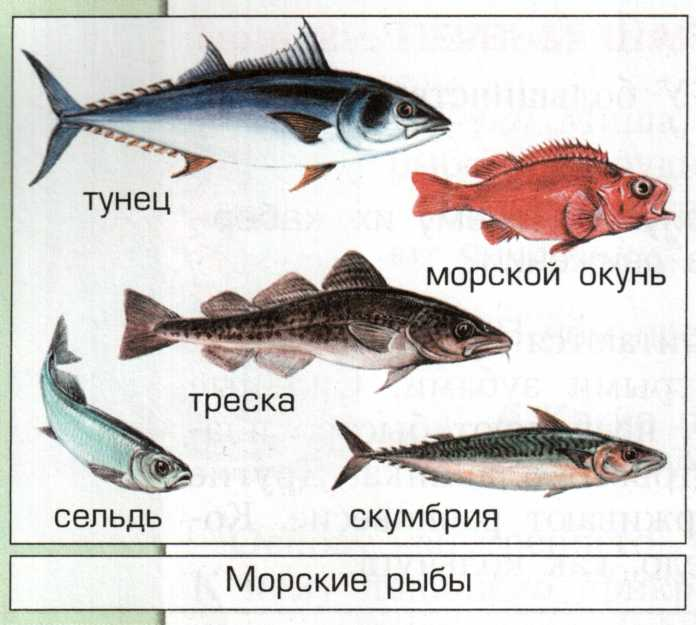 тунец
морской окунь
треска
сельдь
скумбрия
Морские рыбы